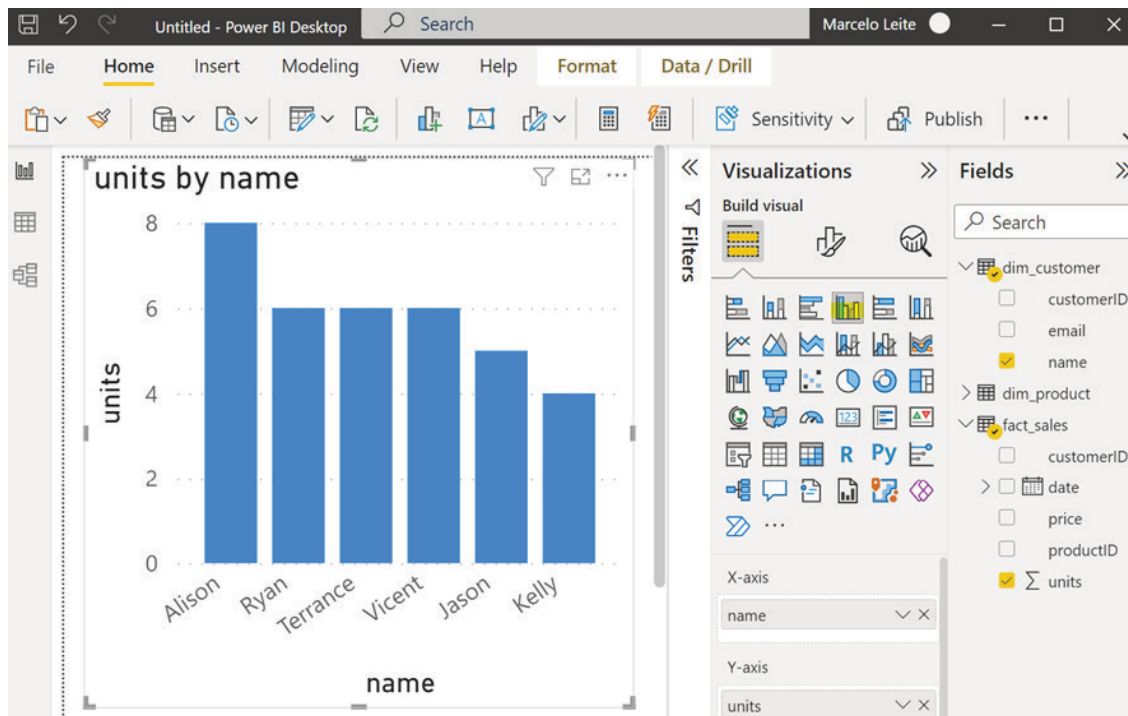 Untitled - Power BI Desktop
Search
Marcelo Leite
File Home Insert Modeling View Help Format Data / Drill
Sensitivity
Publish
units by name
8
6
4
2
0
units
Alison
Ryan
Terrance
Vicent
Jason
Kelly
name
Filters
Visualizations
Build visual
123
R
Py
X-axis
name
Y-axis
units
Fields
Search
dim_customer
customerID
email
name
dim_product
fact_sales
customerID
date
price
productID
Σ units